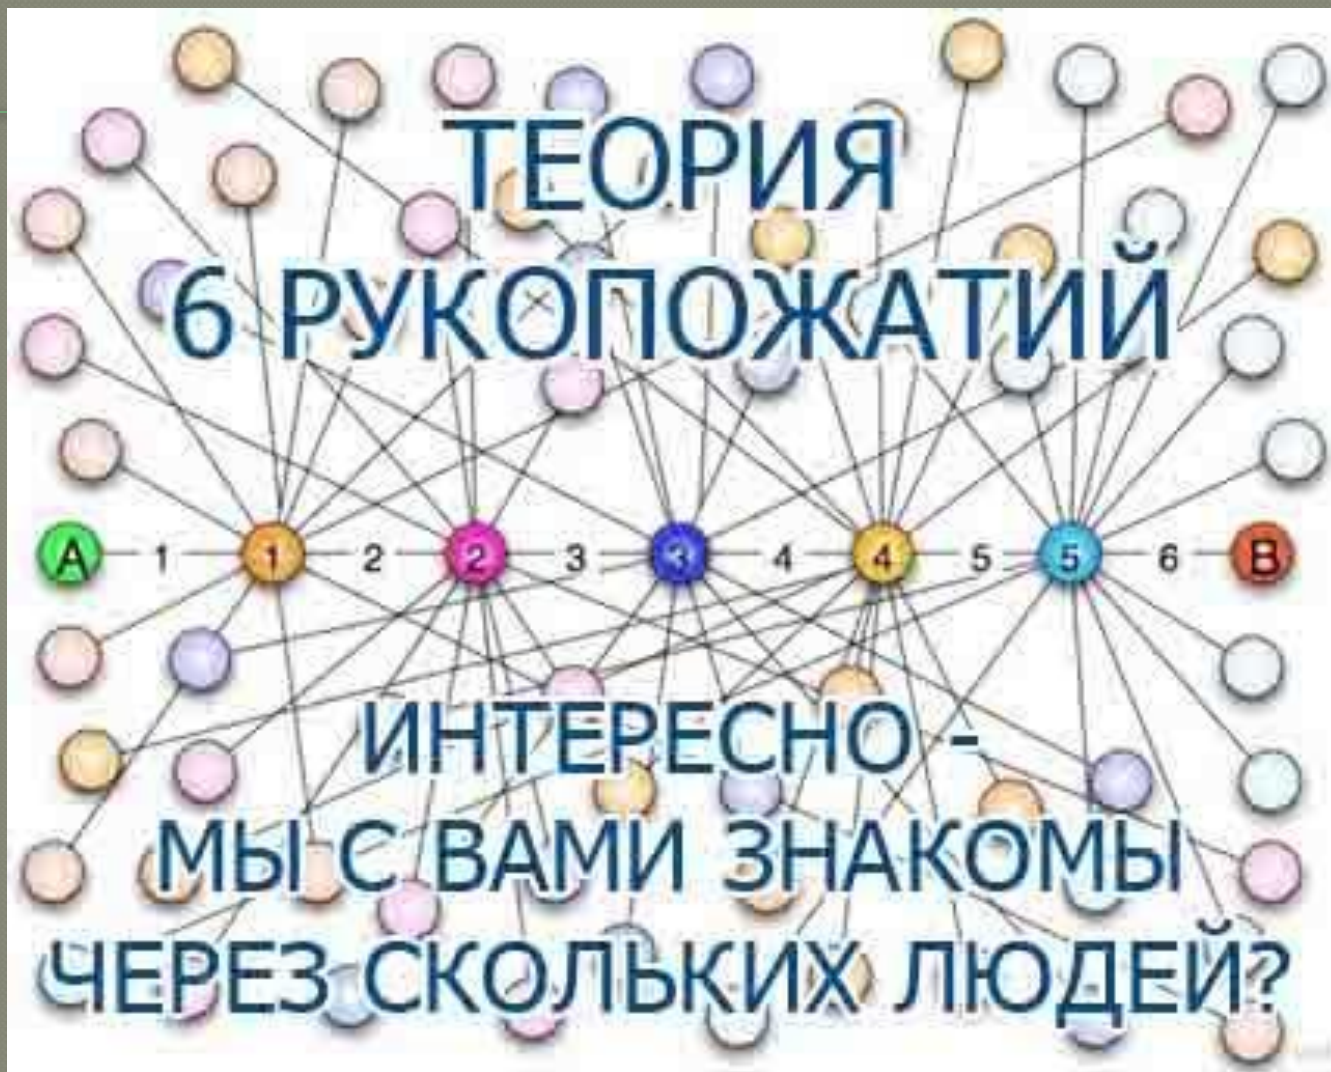 ТЕОРИЯ
6 РУКОПОЖАТИЙ
A 1 1 2 2 3 3 4 4 5 5 6 B
ИНТЕРЕСНО -
МЫ С ВАМИ ЗНАКОМЫ
ЧЕРЕЗ СКОЛЬКИХ ЛЮДЕЙ?